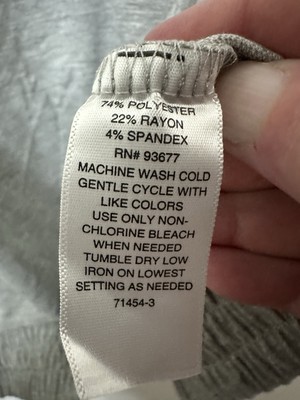 74% POLYESTER
22% RAYON
4% SPANDEX
RN# 93677
MACHINE WASH COLD
GENTLE CYCLE WITH
LIKE COLORS
USE ONLY NON-
CHLORINE BLEACH
WHEN NEEDED
TUMBLE DRY LOW
IRON ON LOWEST
SETTING AS NEEDED
71454-3